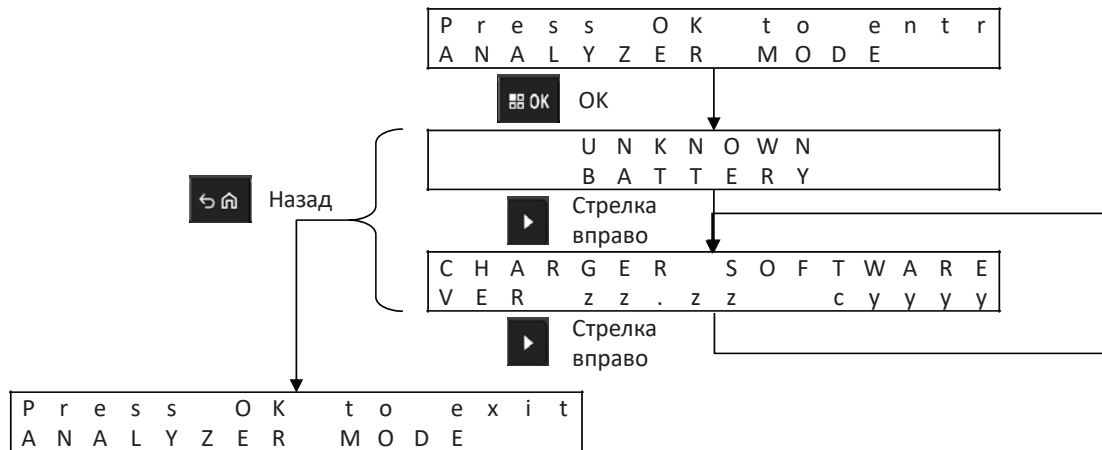 Press OK to entr
ANALYZER MODE
OK OK
UNKNOWN
BATTERY
Назад
Стрелка
вправо
CHARGER SOFTWARE
VER zz.zz cyyyy
Стрелка
вправо
Press OK to exit
ANALYZER MODE